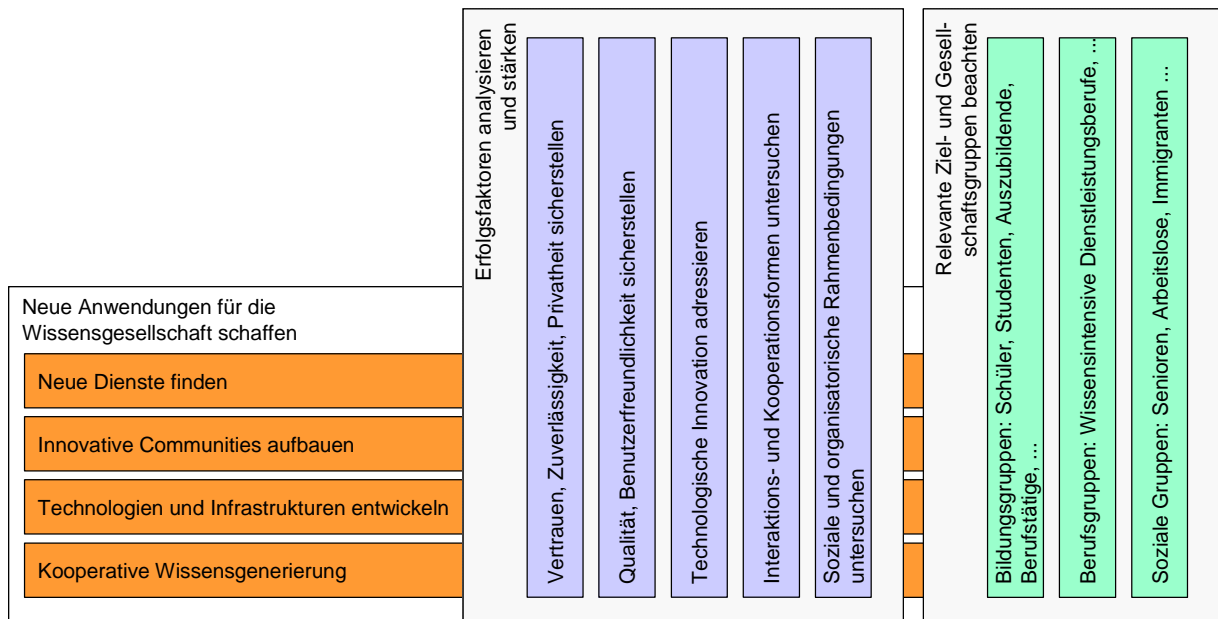 Neue Anwendungen für die
Wissensgesellschaft schaffen
Neue Dienste finden
Innovative Communities aufbauen
Technologien und Infrastrukturen entwickeln
Kooperative Wissensgenerierung
Erfolgsfaktoren analysieren
und stärken
Vertrauen, Zuverlässigkeit, Privatheit sicherstellen
Qualität, Benutzerfreundlichkeit sicherstellen
Technologische Innovation adressieren
Interaktions- und Kooperationsformen untersuchen
Soziale und organisatorische Rahmenbedingungen
untersuchen
Relevante Ziel- und Gesell-
schaftsgruppen beachten
Bildungsgruppen: Schüler, Studenten, Auszubildende,
Berufstätige, ...
Berufsgruppen: Wissensintensive Dienstleistungsberufe, ...
Soziale Gruppen: Senioren, Arbeitslose, Immigranten ...